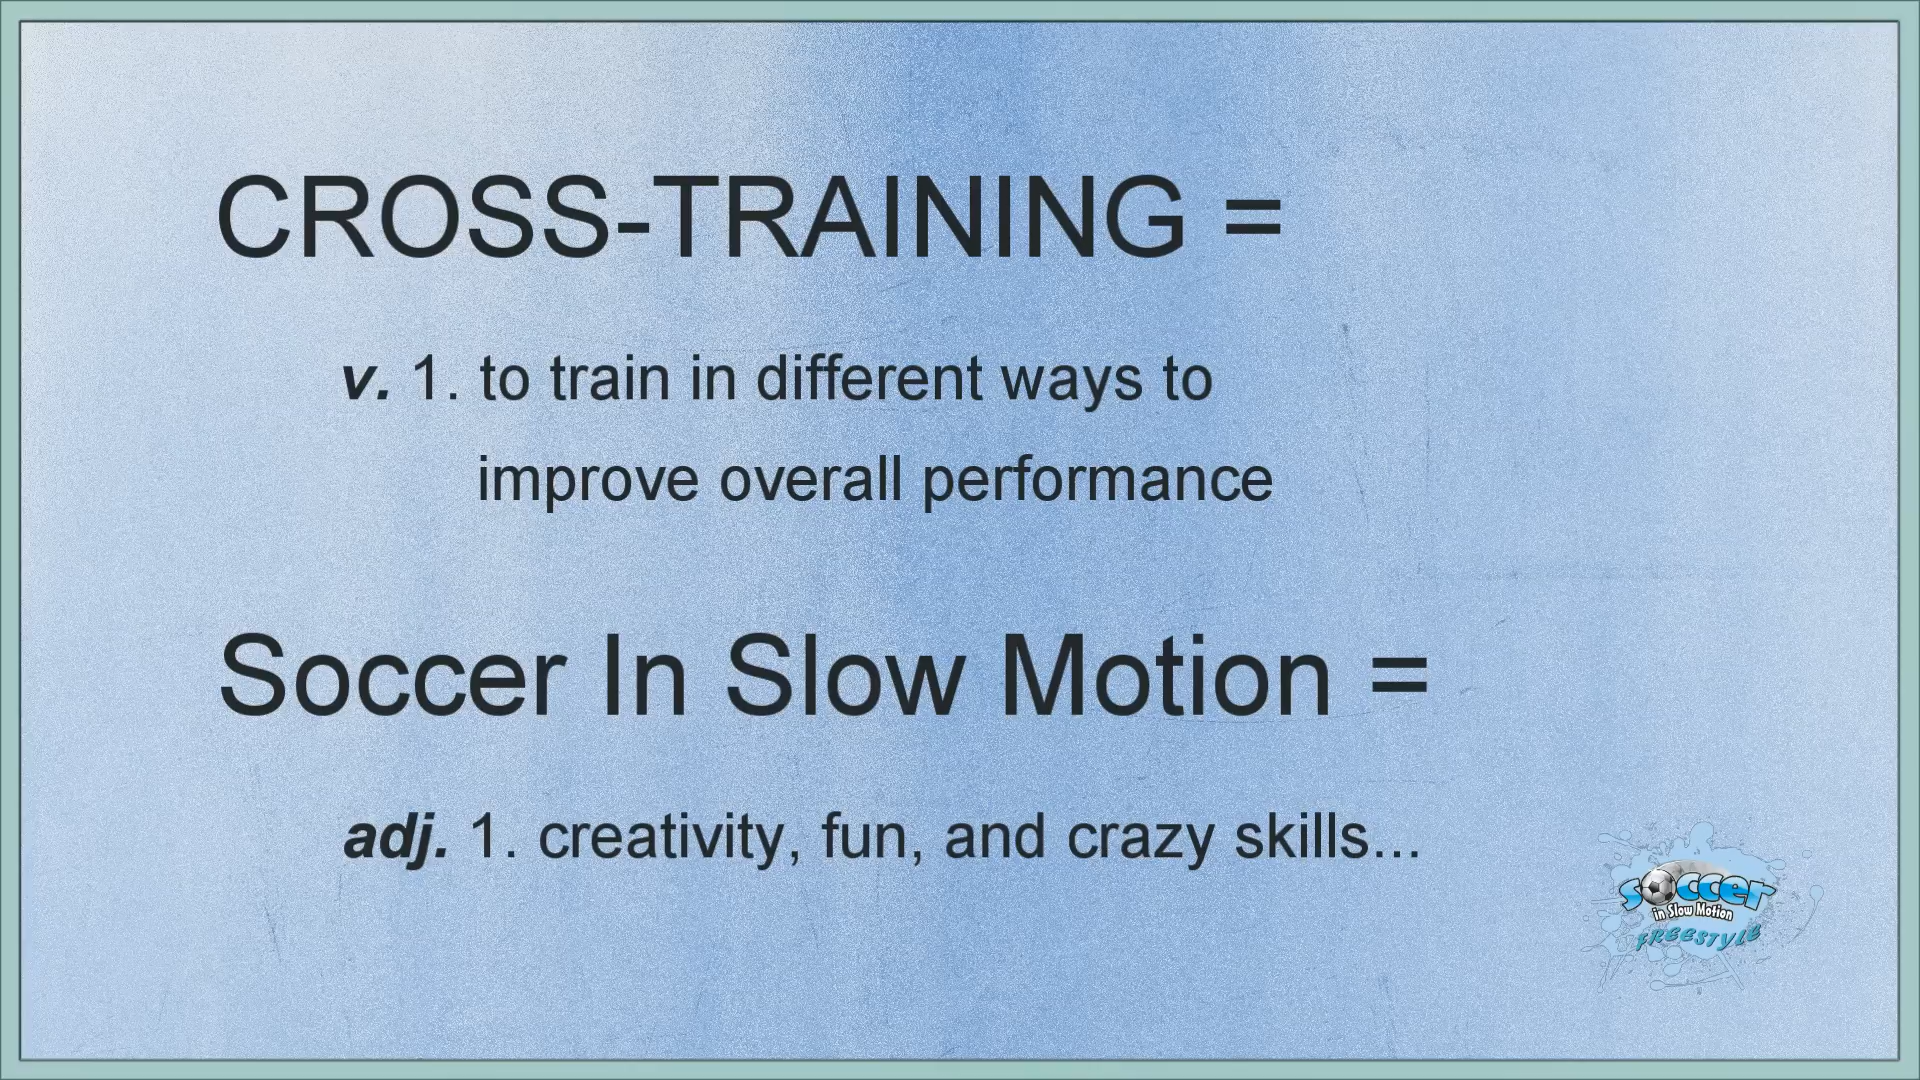 CROSS-TRAINING =
v. 1. to train in different ways to
improve overall performance
Soccer In Slow Motion =
adj. 1. creativity, fun, and crazy skills...
soccer
in Slow Motion
FREESTYLE